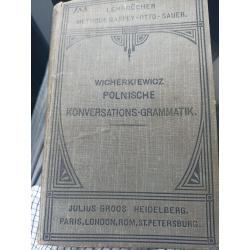 LEHRBÜCHER
METHODE GASPEY-OTTO-SAUER.
WICHERKIEWICZ
POLNISCHE
KONVERSATIONS-GRAMMATIK.
JULIUS GROOS HEIDELBERG.
PARIS, LONDON, ROM, ST. PETERSBURG.